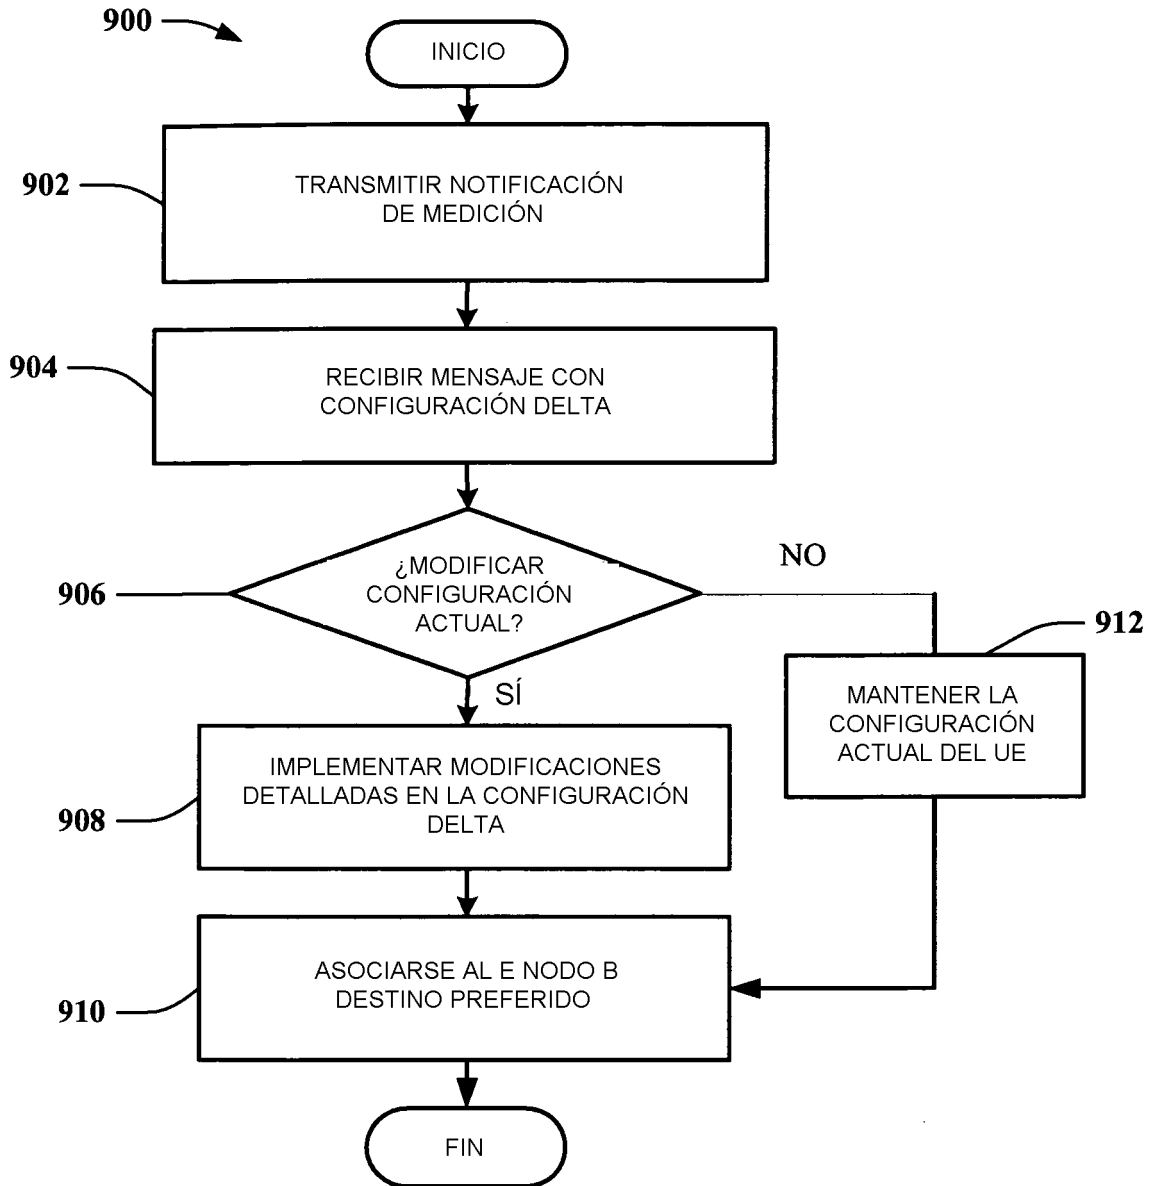 900
INICIO
902
TRANSMITIR NOTIFICACIÓN
DE MEDICIÓN
904
RECIBIR MENSAJE CON
CONFIGURACIÓN DELTA
906
¿MODIFICAR
CONFIGURACIÓN
ACTUAL?
NO
912
MANTENER LA
CONFIGURACIÓN
ACTUAL DEL UE
SÍ
908
IMPLEMENTAR MODIFICACIONES
DETALLADAS EN LA CONFIGURACIÓN
DELTA
910
ASOCIARSE AL E NODO B
DESTINO PREFERIDO
FIN